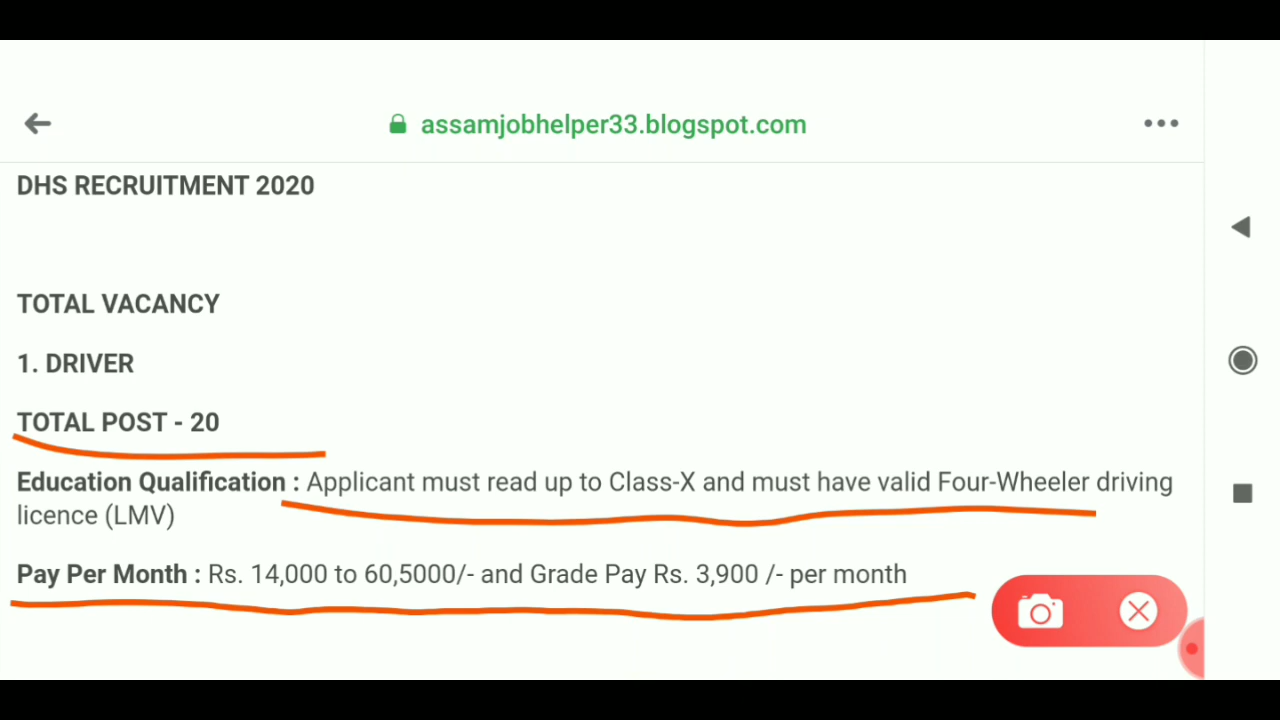 assamjobhelper33.blogspot.com
DHS RECRUITMENT 2020
TOTAL VACANCY
1. DRIVER
TOTAL POST - 20
Education Qualification : Applicant must read up to Class-X and must have valid Four-Wheeler driving
licence (LMV)
Pay Per Month : Rs. 14,000 to 60,5000/- and Grade Pay Rs. 3,900 /- per month